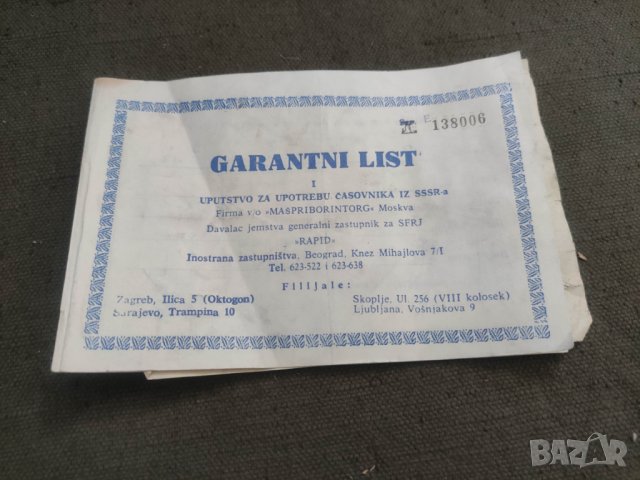 E 138006
GARANTNI LIST
I
UPUTSTVO ZA UPOTREBU ČASOVNIKA IZ SSSR-a
Firma v/o »MAŠPRIBORINTORG« Moskva
Davalac jemstva generalni zastupnik za SFRJ
»RAPID«
Inostrana zastupništva, Beograd, Knez Mihajlova 7/I
Tel. 623-522 i 623-638
Filijale:
Zagreb, Ilica 5 (Oktogon)
Sarajevo, Trampina 10
Skoplje, Ul. 256 (VIII kolosek)
Ljubljana, Vošnjakova 9
BAZAR
bg